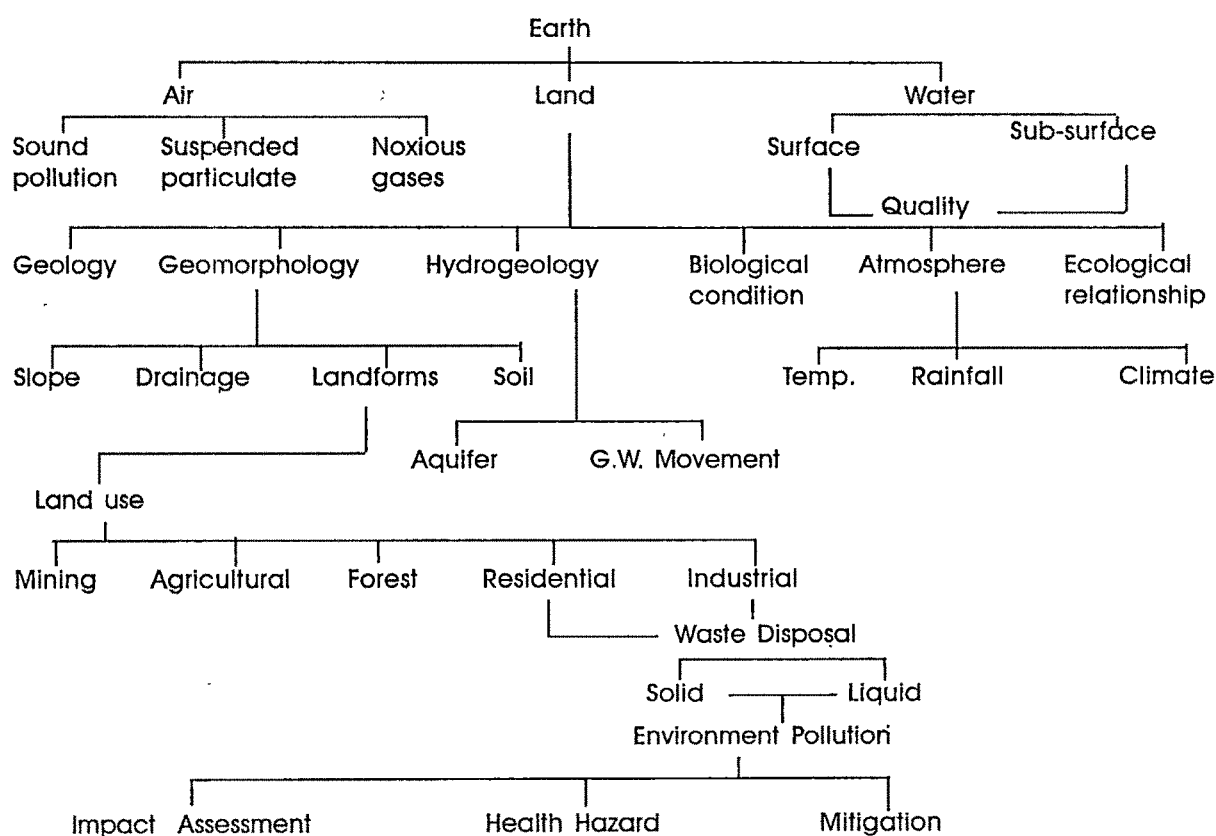 Earth
Air Land Water
Sound pollution Suspended particulate Noxious gases Surface Sub-surface
Quality
Geology Geomorphology Hydrogeology Biological condition Atmosphere Ecological relationship
Slope Drainage Landforms Soil Temp. Rainfall Climate
Aquifer G.W. Movement
Land use
Mining Agricultural Forest Residential Industrial
Waste Disposal
Solid Liquid
Environment Pollution
Impact Assessment Health Hazard Mitigation